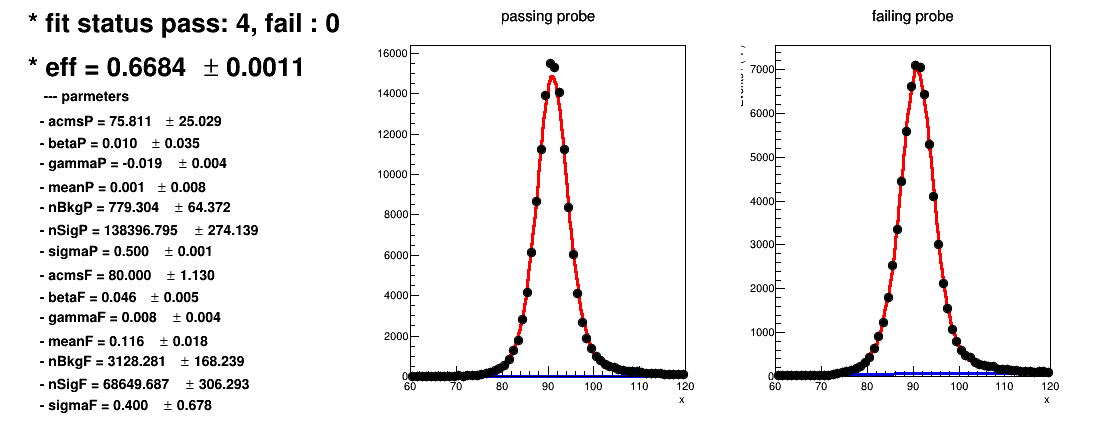 * fit status pass: 4, fail : 0
* eff = 0.6684 ± 0.0011
--- parmeters
- acmsP = 75.811 ± 25.029
- betaP = 0.010 ± 0.035
- gammaP = -0.019 ± 0.004
- meanP = 0.001 ± 0.008
- nBkgP = 779.304 ± 64.372
- nSigP = 138396.795 ± 274.139
- sigmaP = 0.500 ± 0.001
- acmsF = 80.000 ± 1.130
- betaF = 0.046 ± 0.005
- gammaF = 0.008 ± 0.004
- meanF = 0.116 ± 0.018
- nBkgF = 3128.281 ± 168.239
- nSigF = 68649.687 ± 306.293
- sigmaF = 0.400 ± 0.678
passing probe
16000
14000
12000
10000
8000
6000
4000
2000
0
60 70 80 90 100 110 120
x
failing probe
7000
6000
5000
4000
3000
2000
1000
0
60 70 80 90 100 110 120
x